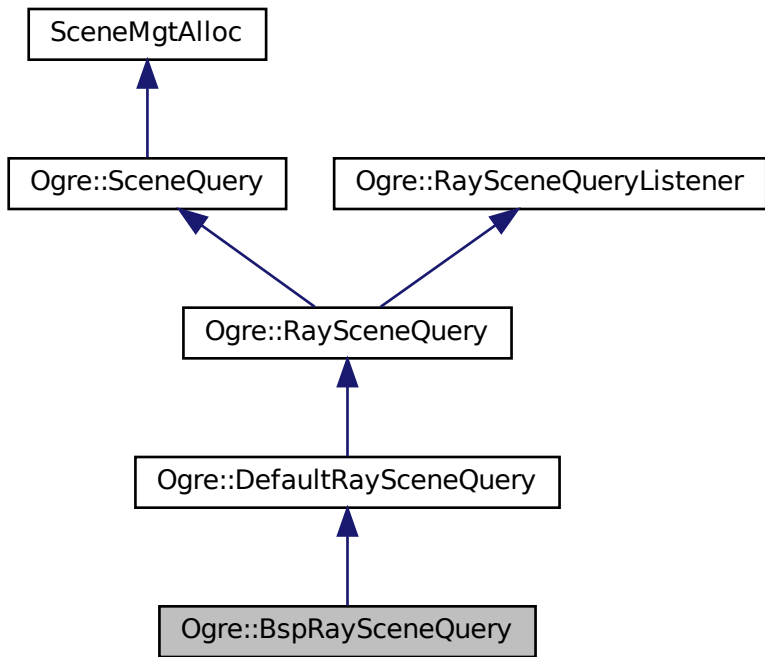 SceneMgtAlloc
Ogre::SceneQuery
Ogre::RaySceneQueryListener
Ogre::RaySceneQuery
Ogre::DefaultRaySceneQuery
Ogre::BspRaySceneQuery